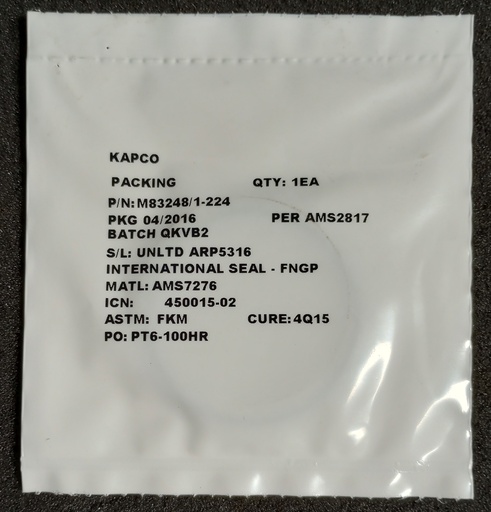 KAPCO
PACKING QTY: 1EA
P/N: M83248/1-224
PKG 04/2016 PER AMS2817
BATCH QKVB2
S/L: UNLTD ARP5316
INTERNATIONAL SEAL - FNGP
MATL: AMS7276
ICN: 450015-02
ASTM: FKM CURE: 4Q15
PO: PT6-100HR